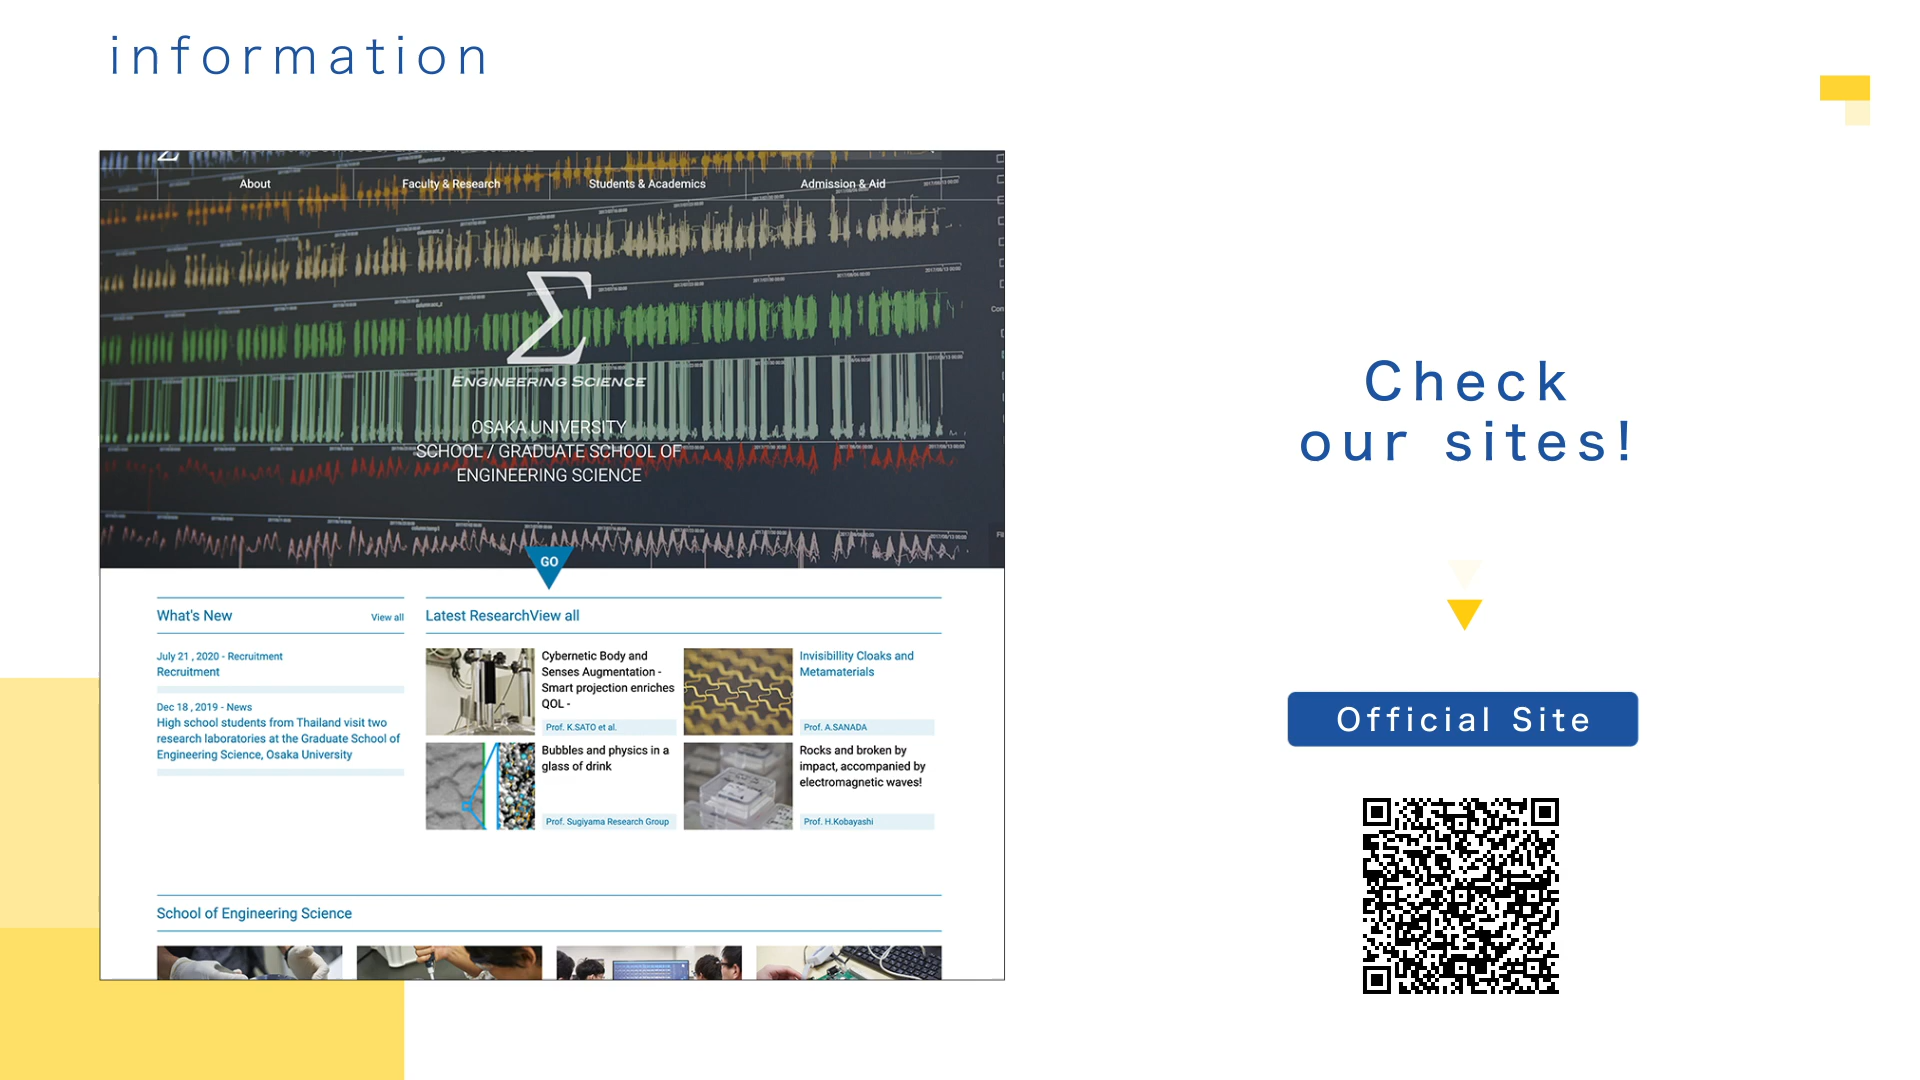 information
About
Faculty & Research
Students & Academics
Admission & Aid
Σ
ENGINEERING SCIENCE
OSAKA UNIVERSITY
SCHOOL / GRADUATE SCHOOL OF
ENGINEERING SCIENCE
GO
What's New
View all
July 21 , 2020 - Recruitment
Recruitment
Dec 18 , 2019 - News
High school students from Thailand visit two
research laboratories at the Graduate School of
Engineering Science, Osaka University
Latest ResearchView all
Cybernetic Body and
Senses Augmentation -
Smart projection enriches
QOL -
Prof. K.SATO et al.
Invisibillity Cloaks and
Metamaterials
Prof. A.SANADA
Bubbles and physics in a
glass of drink
Prof. Sugiyama Research Group
Rocks and broken by
impact, accompanied by
electromagnetic waves!
Prof. H.Kobayashi
School of Engineering Science
Check
our sites!
Official Site